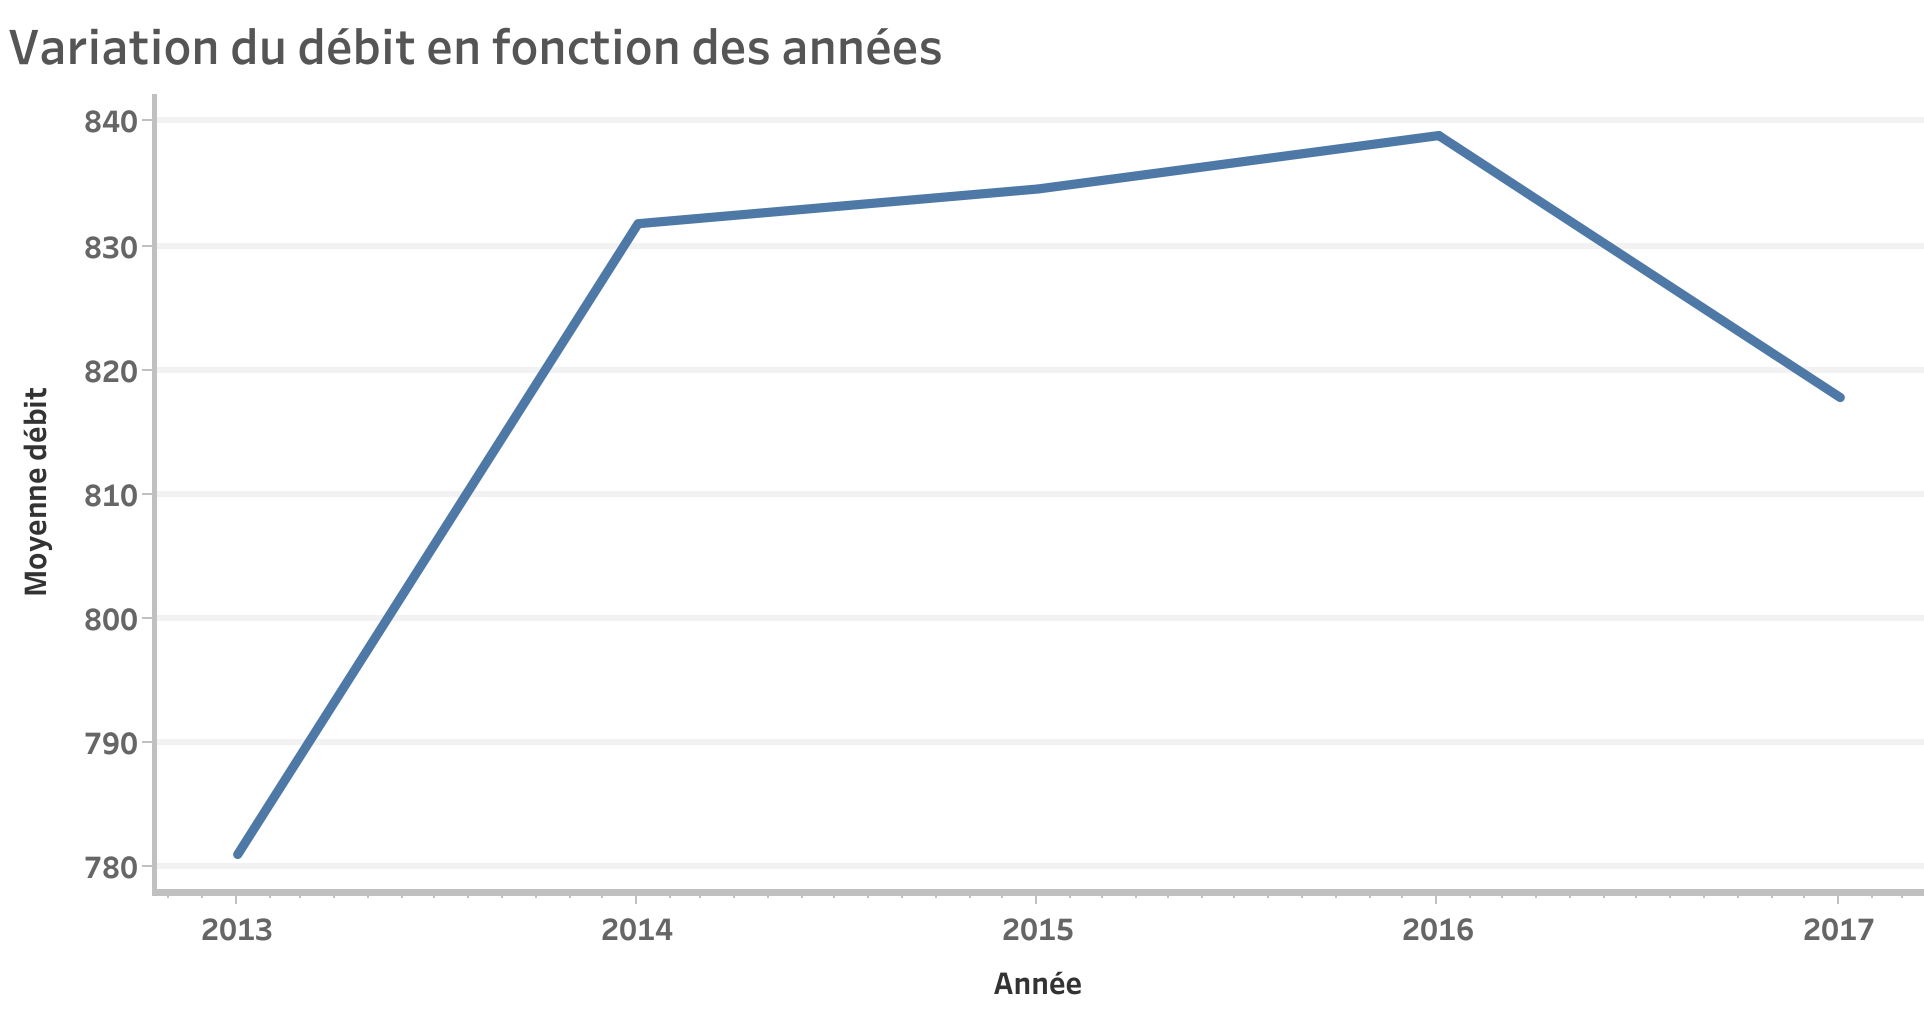 Variation du débit en fonction des années
840
830
820
810
800
790
780
Moyenne débit
2013 2014 2015 2016 2017
Année